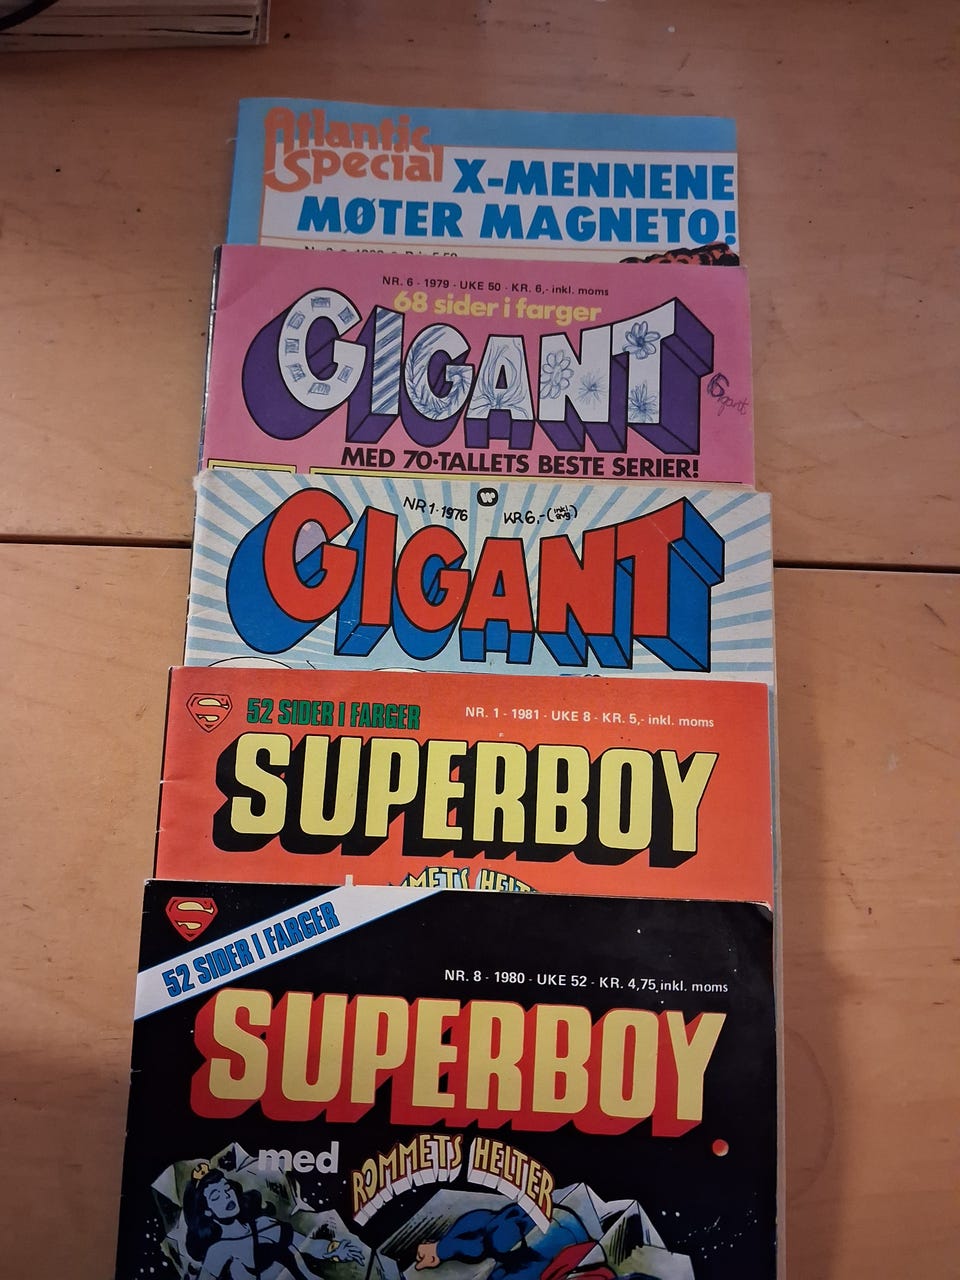 Atlantic
Special
X-MENNENE
MØTER MAGNETO!
NR. 6 - 1979 - UKE 50 - KR. 6,- inkl. moms
68 sider i farger
GIGANT
Gigant
MED 70-TALLETS BESTE SERIER!
NR 1 - 1976
KR 6,- (inkl. avg.)
GIGANT
52 SIDER I FARGER
NR. 1 - 1981 - UKE 8 - KR. 5,- inkl. moms
SUPERBOY
52 SIDER I FARGER
NR. 8 - 1980 - UKE 52 - KR. 4,75 inkl. moms
SUPERBOY
med
ROMMETS HELTER